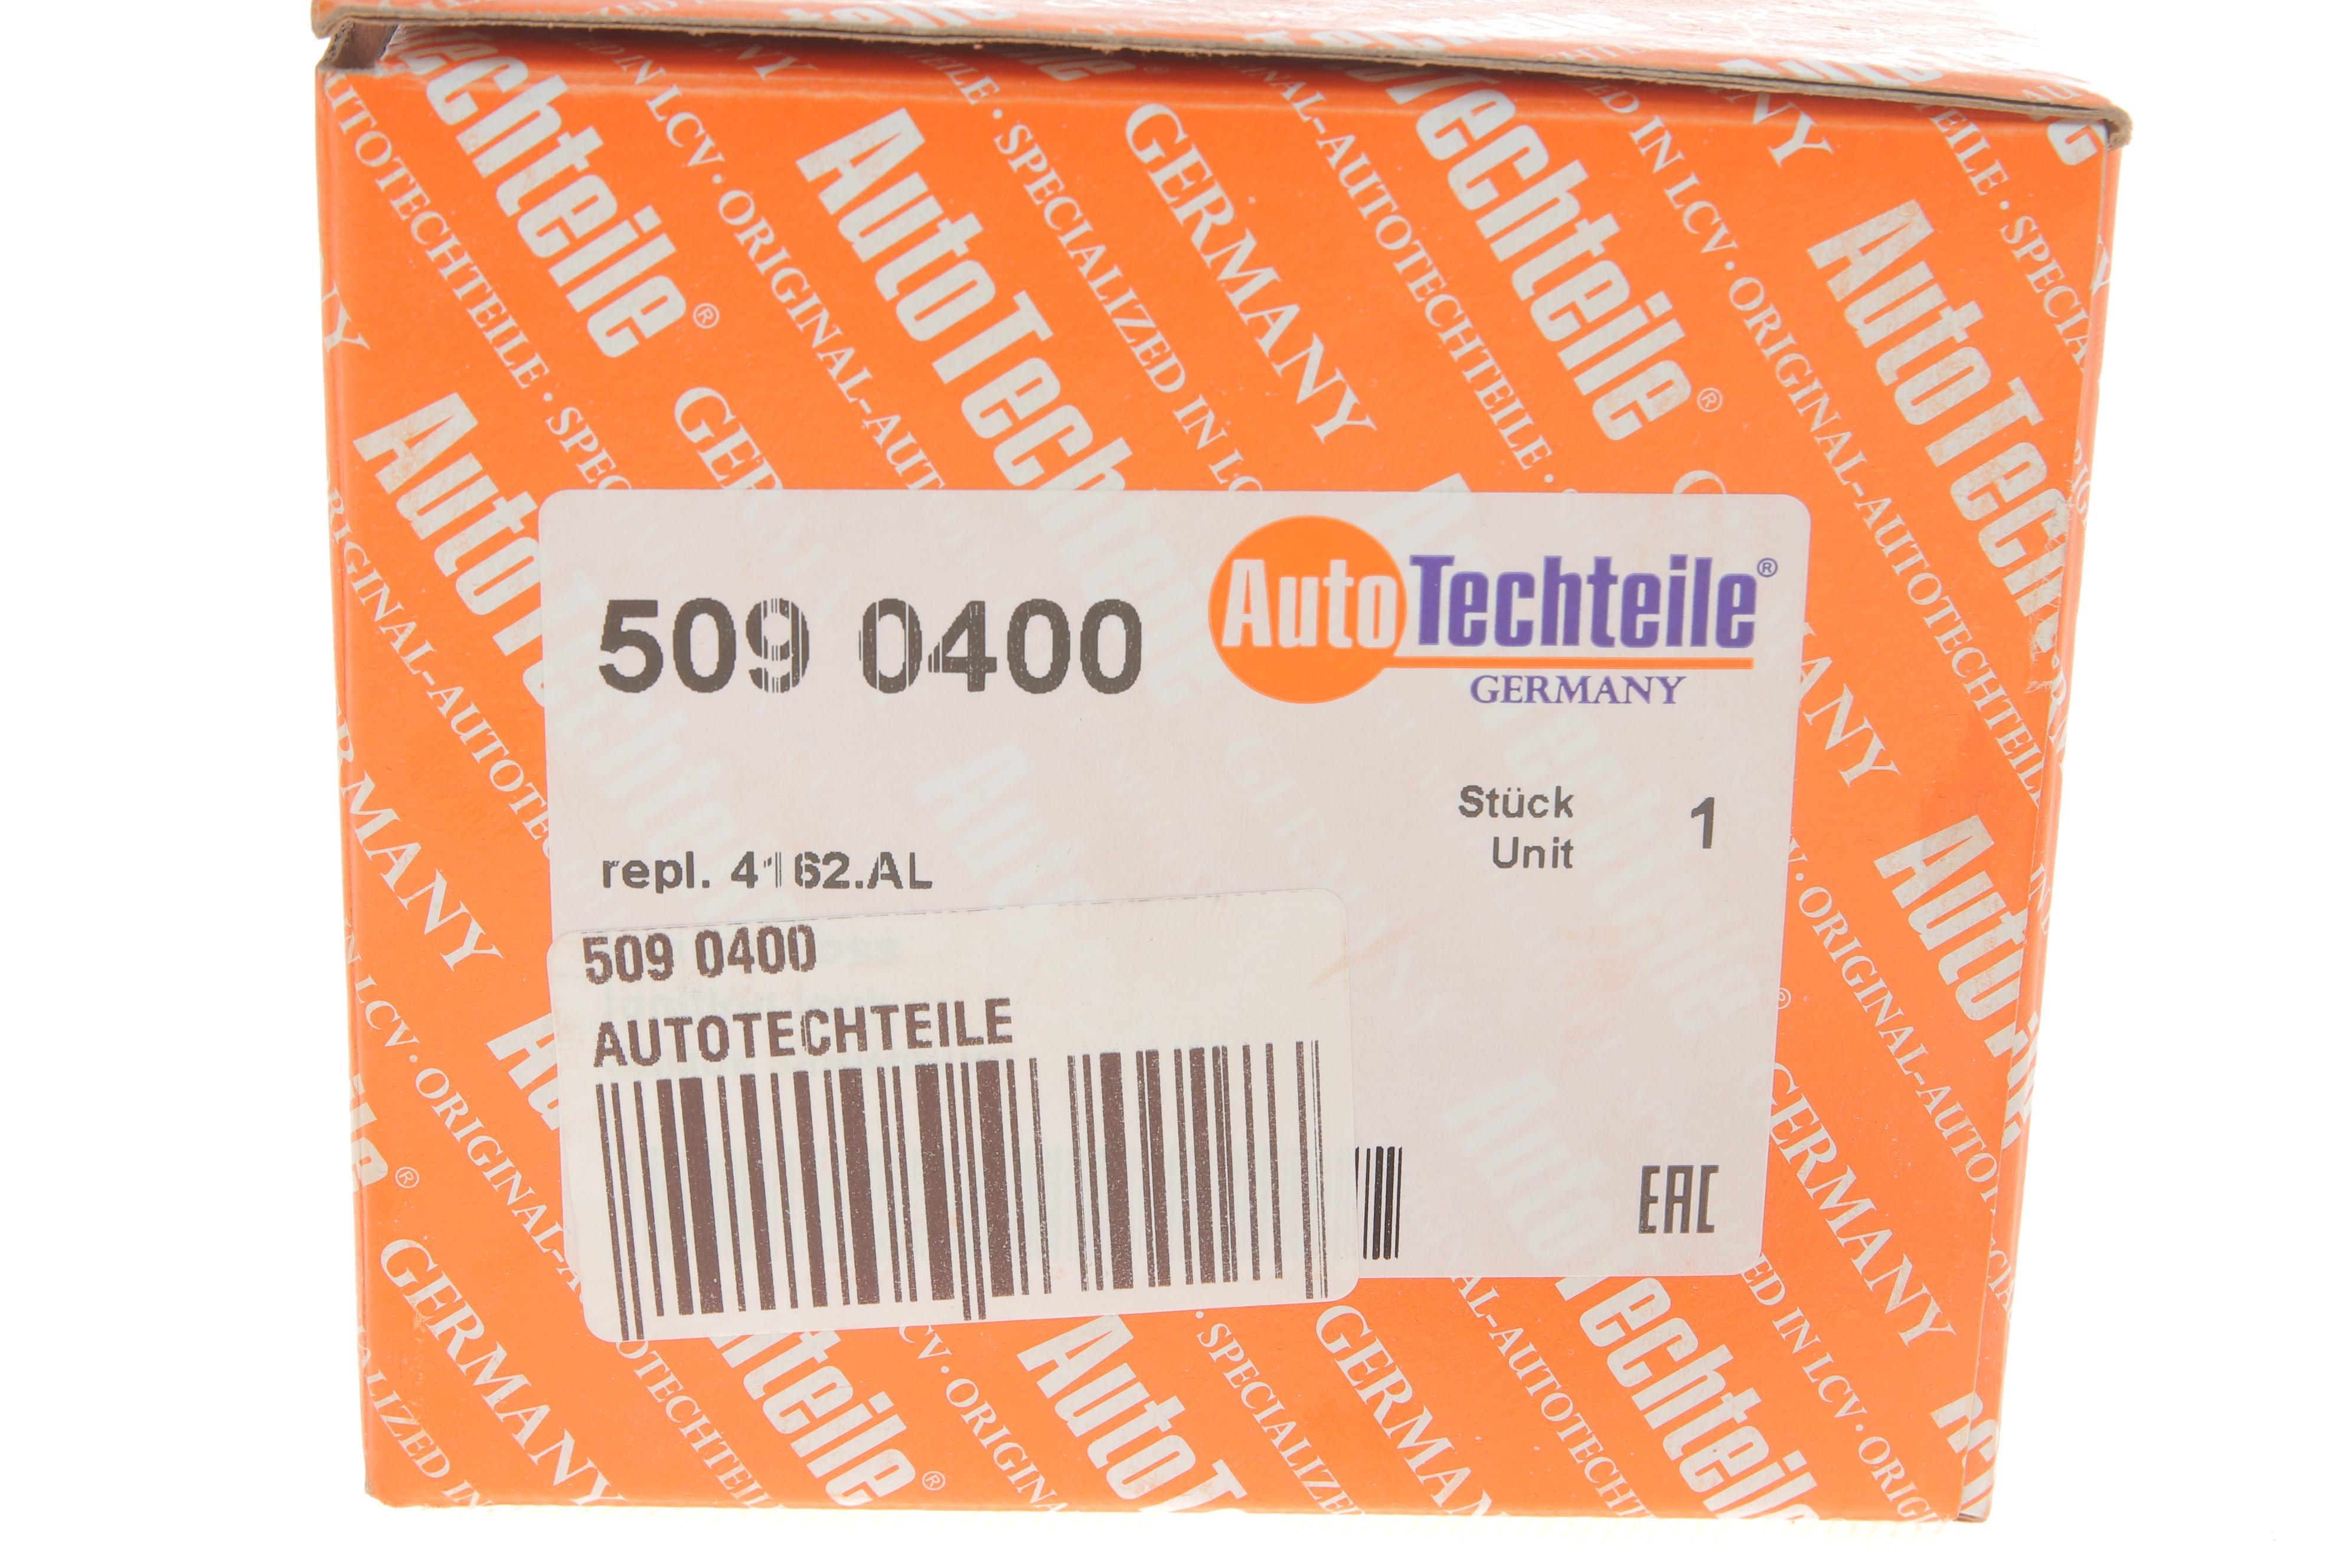 509 0400
AutoTechteile®
GERMANY
Stück 1
Unit
repl. 4162.AL
509 0400
AUTOTECHTEILE
EAC
AutoTechteile®
GERMANY
ORIGINAL-AUTOTECHTEILE • SPECIALIZED IN LCV •